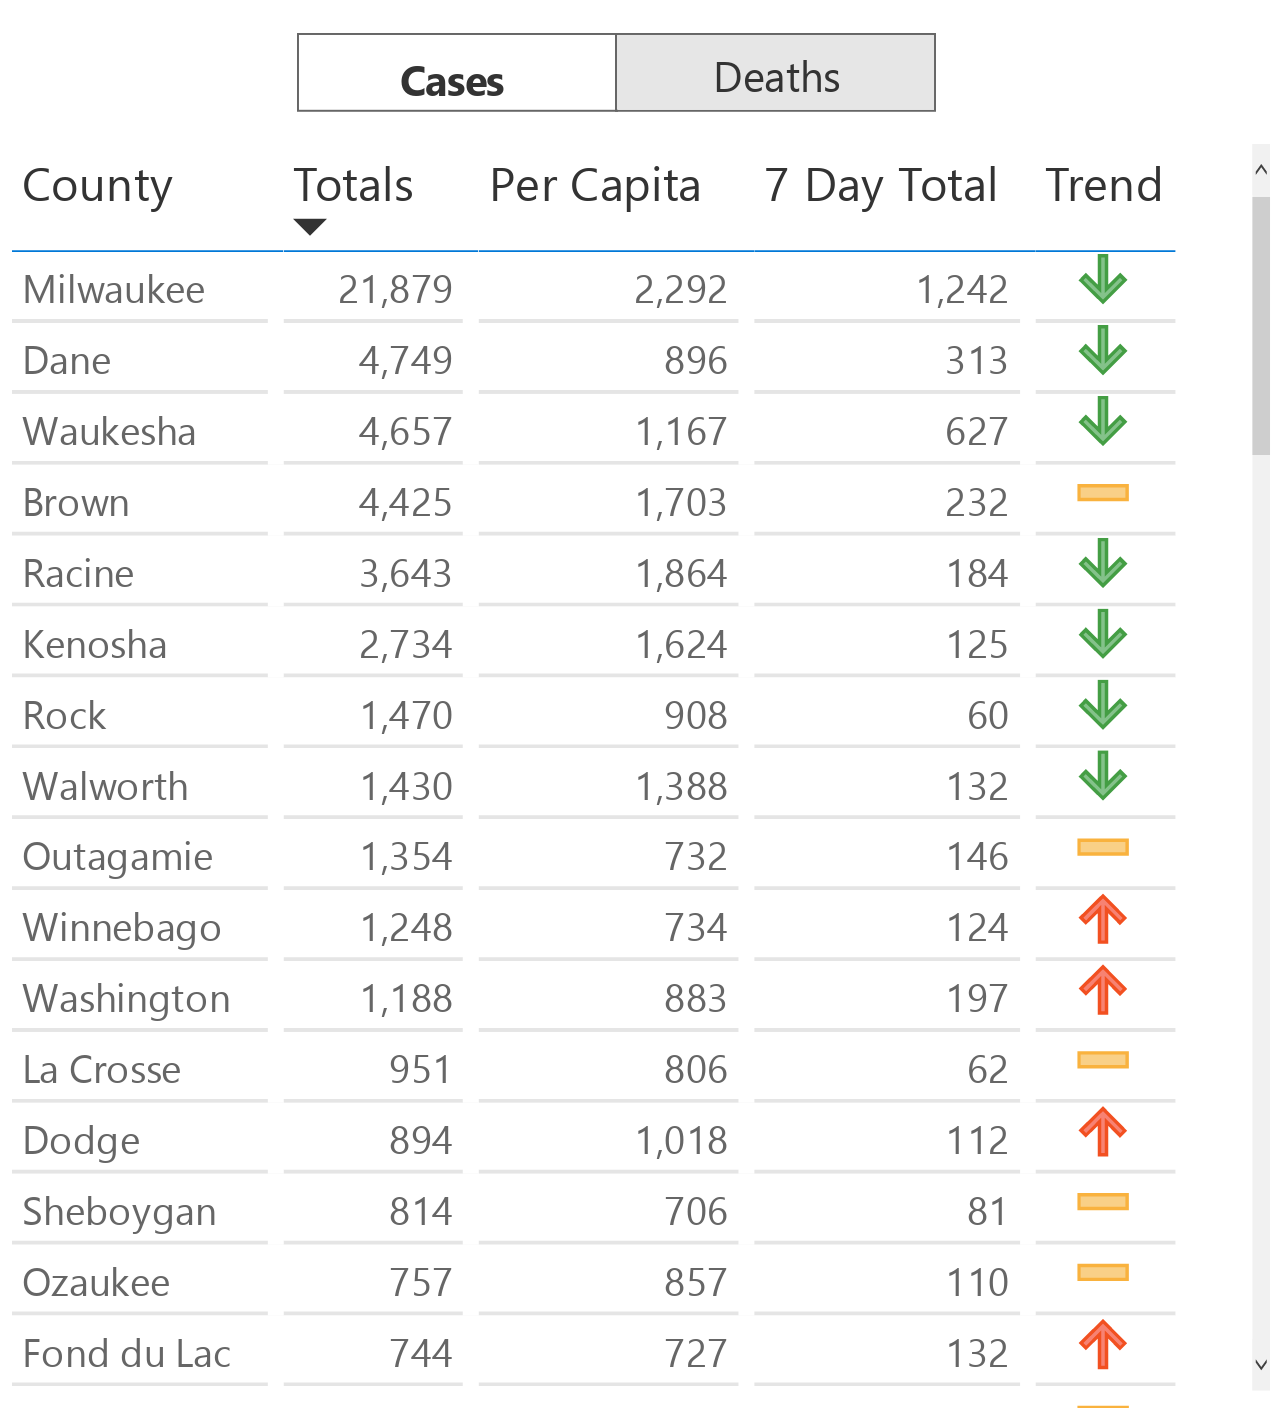 Cases Deaths
County Totals Per Capita 7 Day Total Trend
Milwaukee 21,879 2,292 1,242
Dane 4,749 896 313
Waukesha 4,657 1,167 627
Brown 4,425 1,703 232
Racine 3,643 1,864 184
Kenosha 2,734 1,624 125
Rock 1,470 908 60
Walworth 1,430 1,388 132
Outagamie 1,354 732 146
Winnebago 1,248 734 124
Washington 1,188 883 197
La Crosse 951 806 62
Dodge 894 1,018 112
Sheboygan 814 706 81
Ozaukee 757 857 110
Fond du Lac 744 727 132